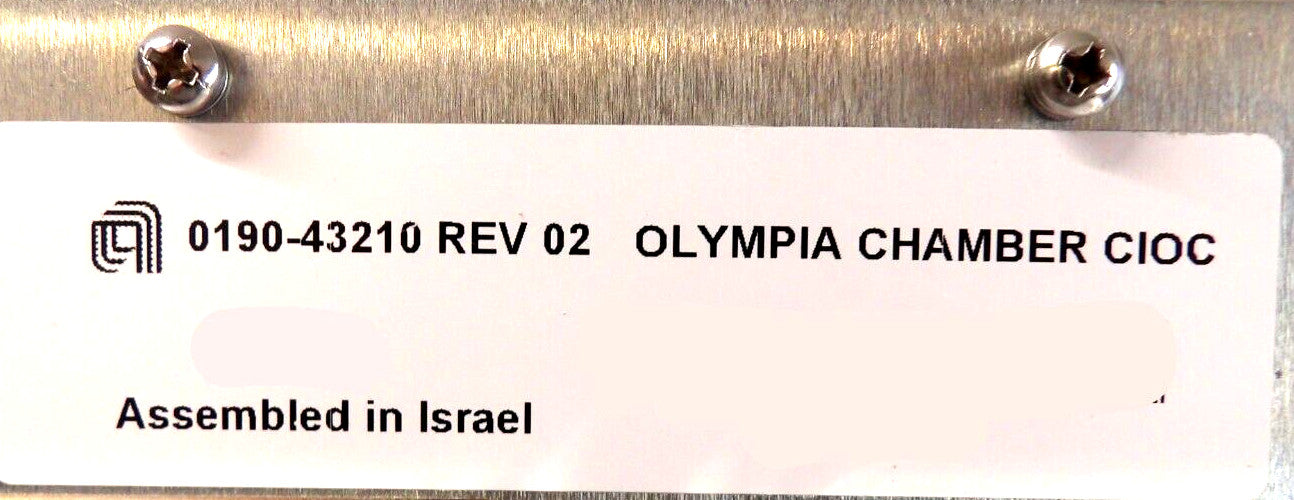 0190-43210 REV 02 OLYMPIA CHAMBER CIOC
Assembled in Israel